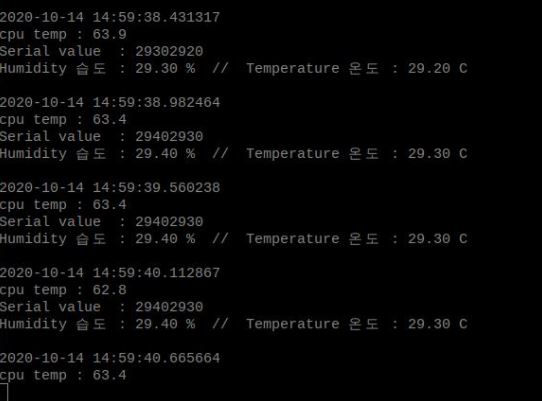 2020-10-14 14:59:38.431317
cpu temp : 63.9
Serial value  : 29302920
Humidity 습도 : 29.30 %  //  Temperature 온도 : 29.20 C
2020-10-14 14:59:38.982464
cpu temp : 63.4
Serial value  : 29402930
Humidity 습도 : 29.40 %  //  Temperature 온도 : 29.30 C
2020-10-14 14:59:39.560238
cpu temp : 63.4
Serial value  : 29402930
Humidity 습도 : 29.40 %  //  Temperature 온도 : 29.30 C
2020-10-14 14:59:40.112867
cpu temp : 62.8
Serial value  : 29402930
Humidity 습도 : 29.40 %  //  Temperature 온도 : 29.30 C
2020-10-14 14:59:40.665664
cpu temp : 63.4